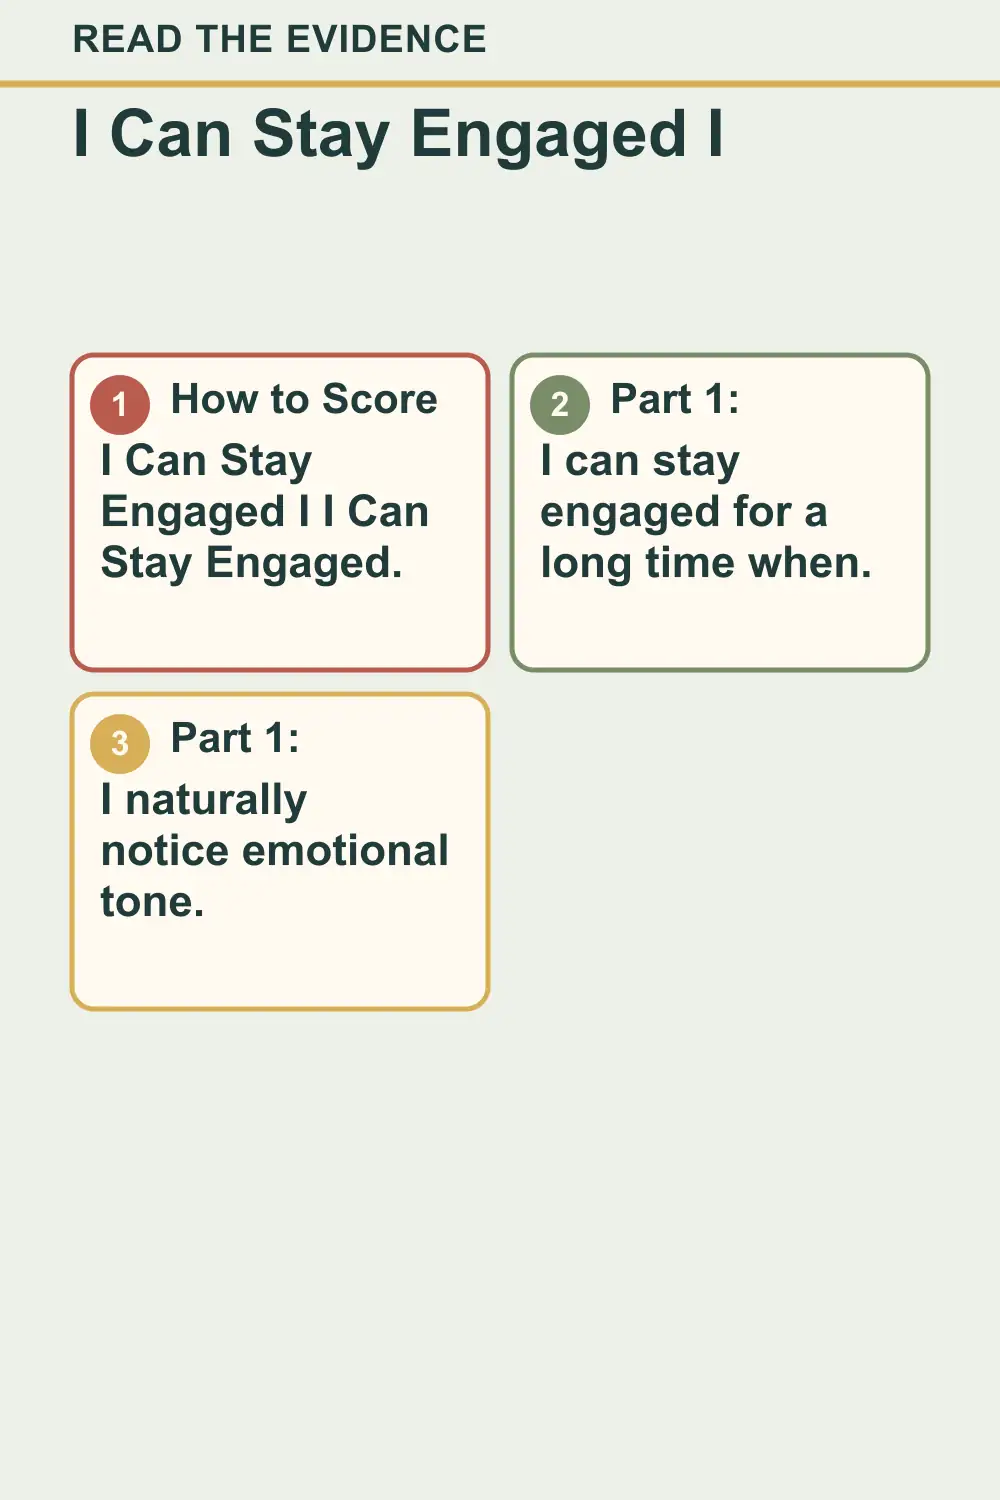 READ THE EVIDENCE
I Can Stay Engaged I
1 How to Score
I Can Stay
Engaged I I Can
Stay Engaged.
2 Part 1:
I can stay
engaged for a
long time when.
3 Part 1:
I naturally
notice emotional
tone.